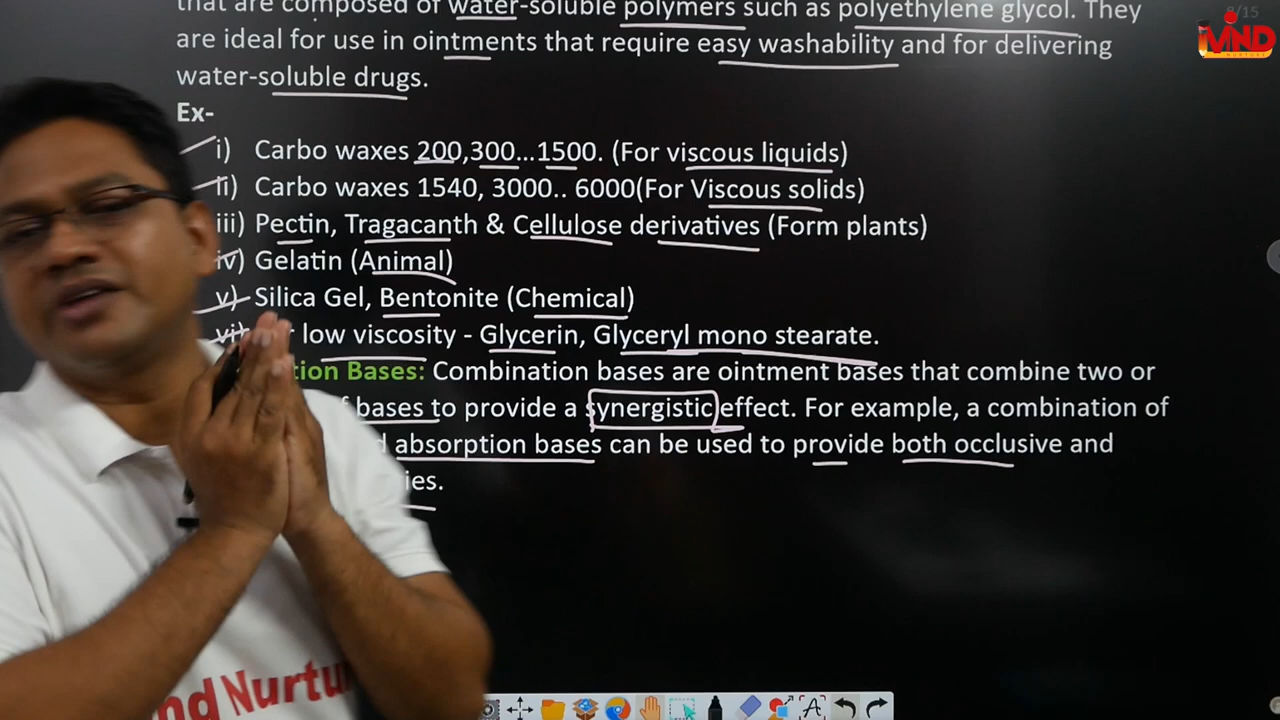 that are composed of water-soluble polymers such as polyethylene glycol. They
8/15
MIND
NURTURE
are ideal for use in ointments that require easy washability and for delivering
water-soluble drugs.
Ex-
i) Carbo waxes 200,300...1500. (For viscous liquids)
ii) Carbo waxes 1540, 3000.. 6000(For Viscous solids)
iii) Pectin, Tragacanth & Cellulose derivatives (Form plants)
iv) Gelatin (Animal)
v) Silica Gel, Bentonite (Chemical)
vi) low viscosity - Glycerin, Glyceryl mono stearate.
tion Bases: Combination bases are ointment bases that combine two or
f bases to provide a synergistic effect. For example, a combination of
d absorption bases can be used to provide both occlusive and
ies.
nd Nurtu
A